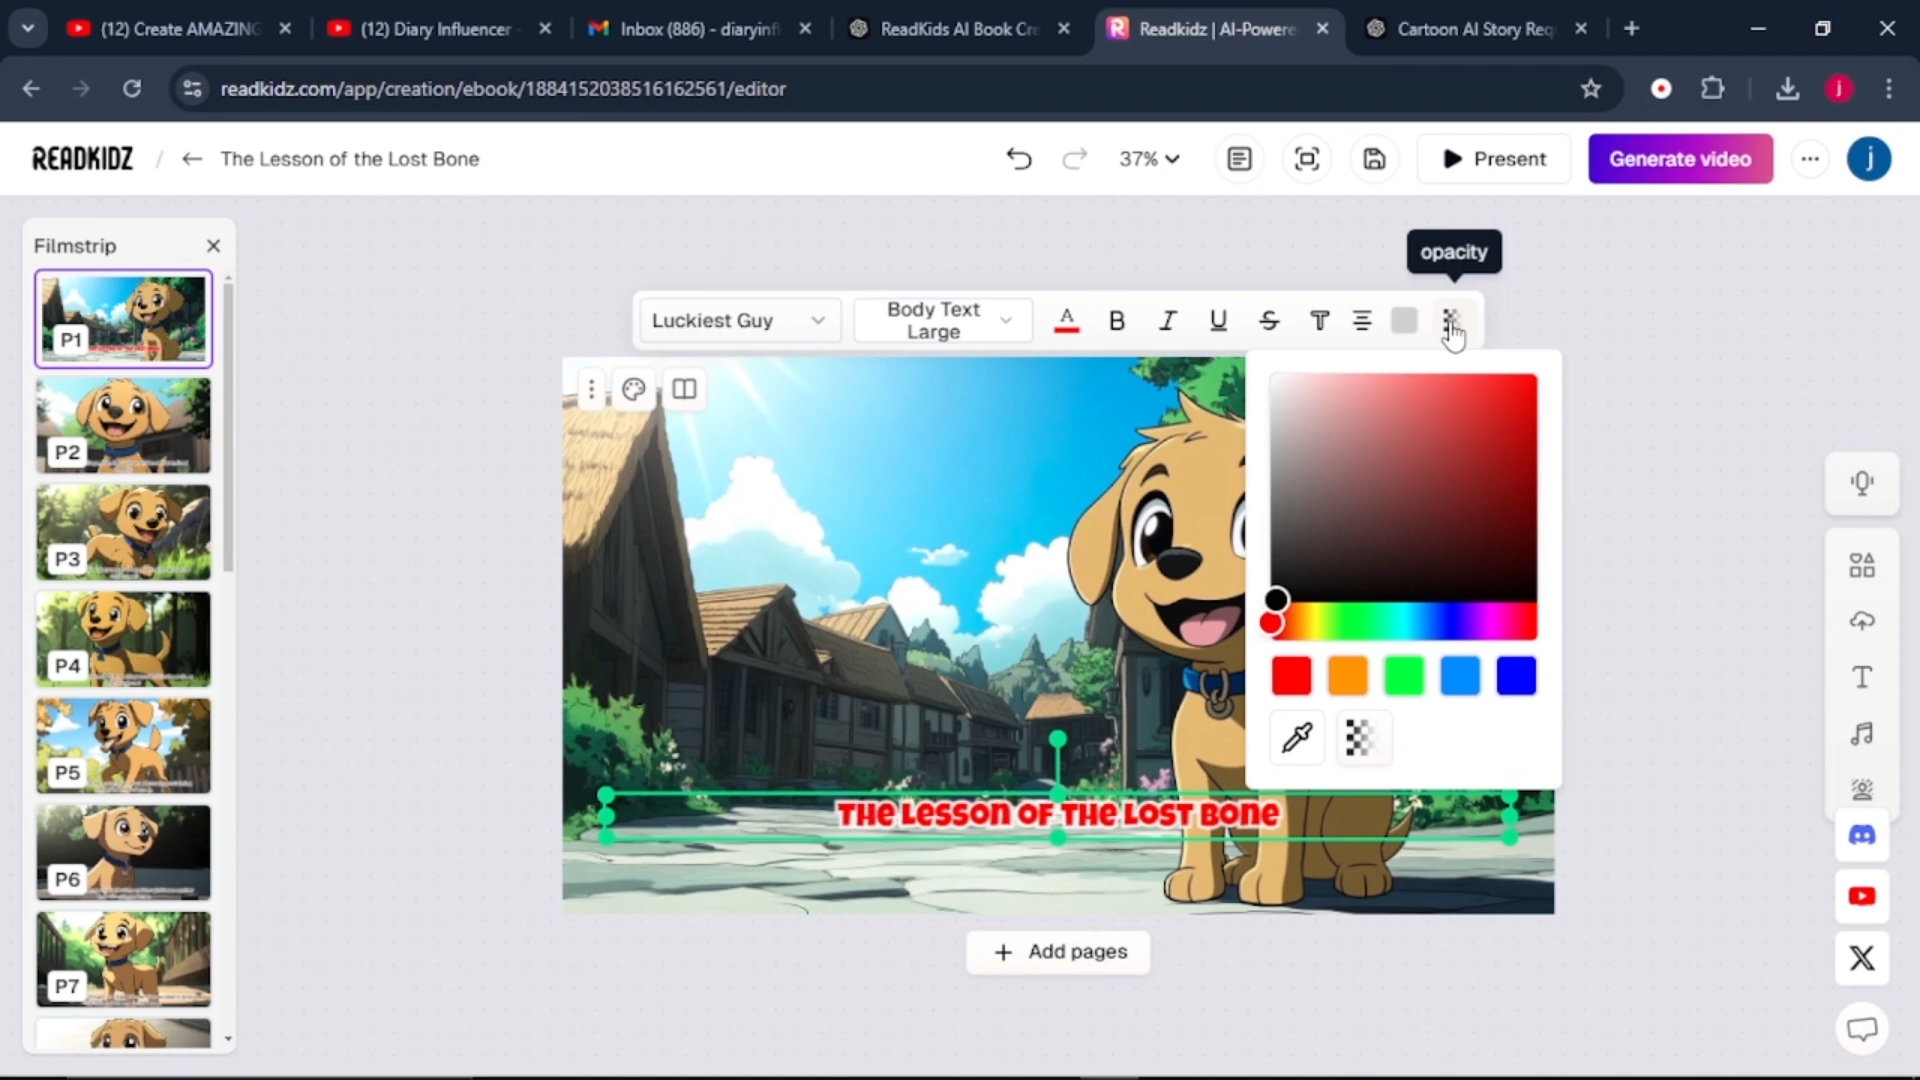 (12) Create AMAZING
(12) Diary Influencer -
Inbox (886) - diaryinfl
ReadKids AI Book Cre
Readkidz | AI-Powere
Cartoon AI Story Req
readkidz.com/app/creation/ebook/1884152038516162561/editor
j
READKIDZ
/
The Lesson of the Lost Bone
37%
Present
Generate video
j
Filmstrip
opacity
P1
P2
P3
P4
P5
P6
P7
Luckiest Guy
Body Text
Large
A
B
I
U
S
T
The Lesson of the Lost Bone
Add pages